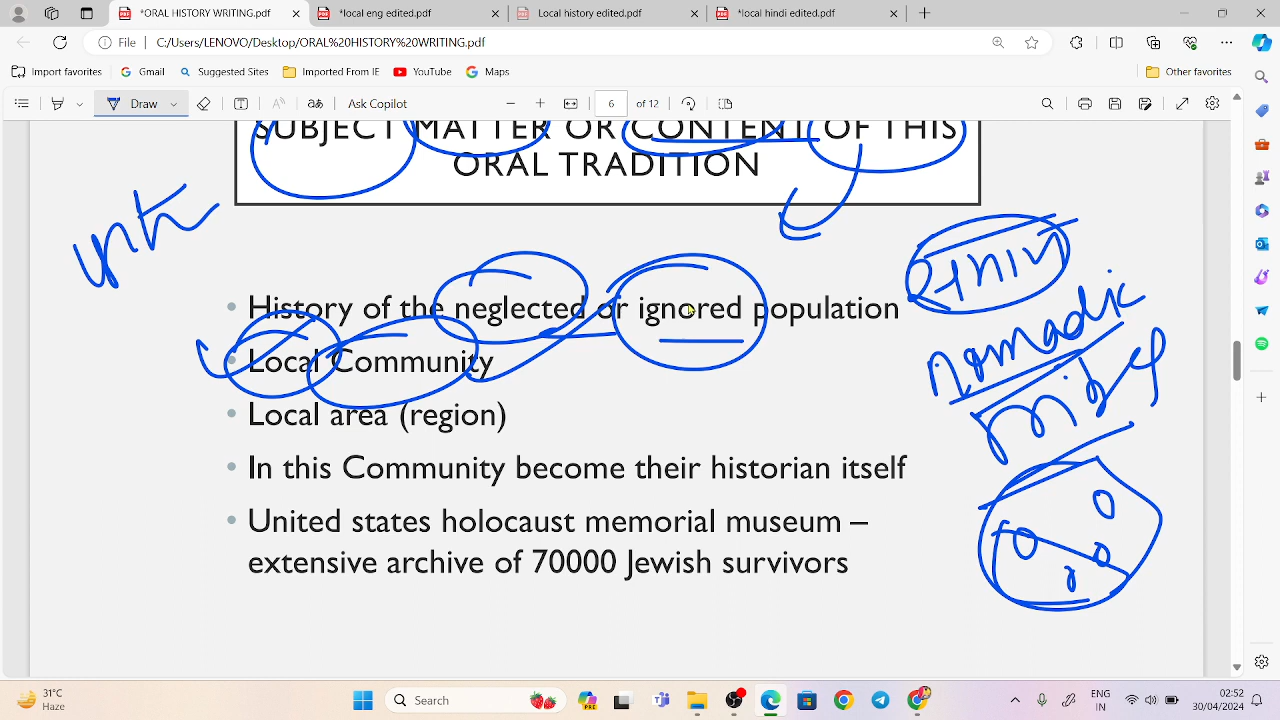 *ORAL HISTORY WRITING.pdf
*local eng edited.pdf
Local history edited.pdf
*local hindi edited.pdf
File
C:/Users/LENOVO/Desktop/ORAL%20HISTORY%20WRITING.pdf
Import favorites
Gmail
Suggested Sites
Imported From IE
YouTube
Maps
Other favorites
Draw
Ask Copilot
6 of 12
SUBJECT MATTER OR CONTENT OF THIS
ORAL TRADITION
• History of the neglected or ignored population
• Local Community
• Local area (region)
• In this Community become their historian itself
• United states holocaust memorial museum –
extensive archive of 70000 Jewish survivors
nomadic
31°C
Haze
Search
ENG
IN
02:52
30/04/2024